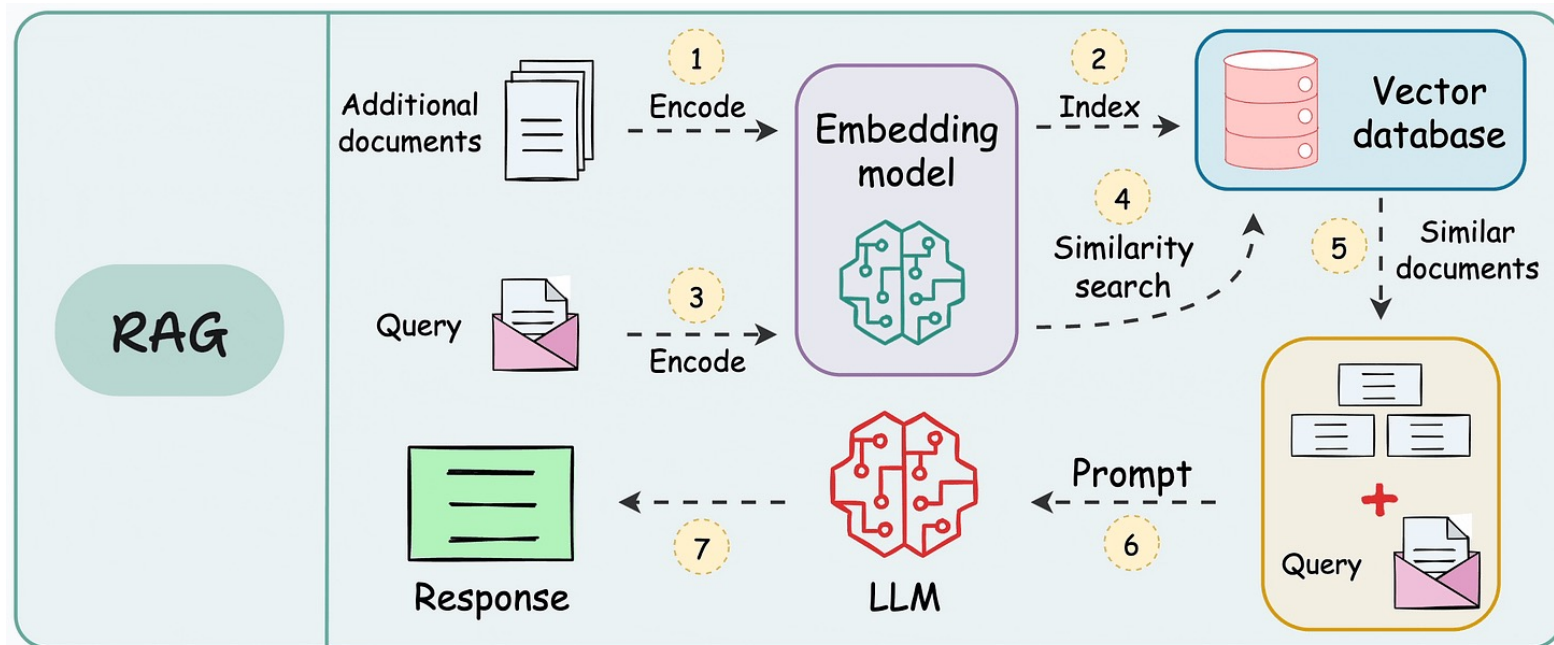 RAG
Additional
documents
1
Encode
Embedding
model
2
Index
Vector
database
Query
3
Encode
4
Similarity
search
5
Similar
documents
Query
Prompt
6
LLM
7
Response